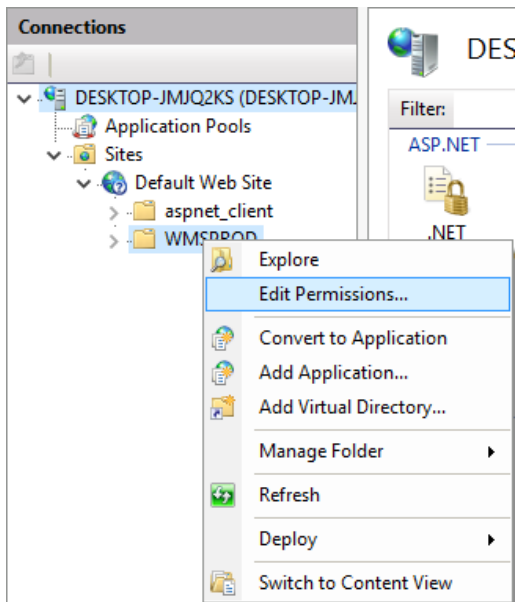 Connections
DESKTOP-JMJQ2KS (DESKTOP-JM.
Application Pools
Sites
Default Web Site
aspnet_client
WMSPROD
DES
Filter:
ASP.NET
.NET
Explore
Edit Permissions...
Convert to Application
Add Application...
Add Virtual Directory...
Manage Folder
Refresh
Deploy
Switch to Content View